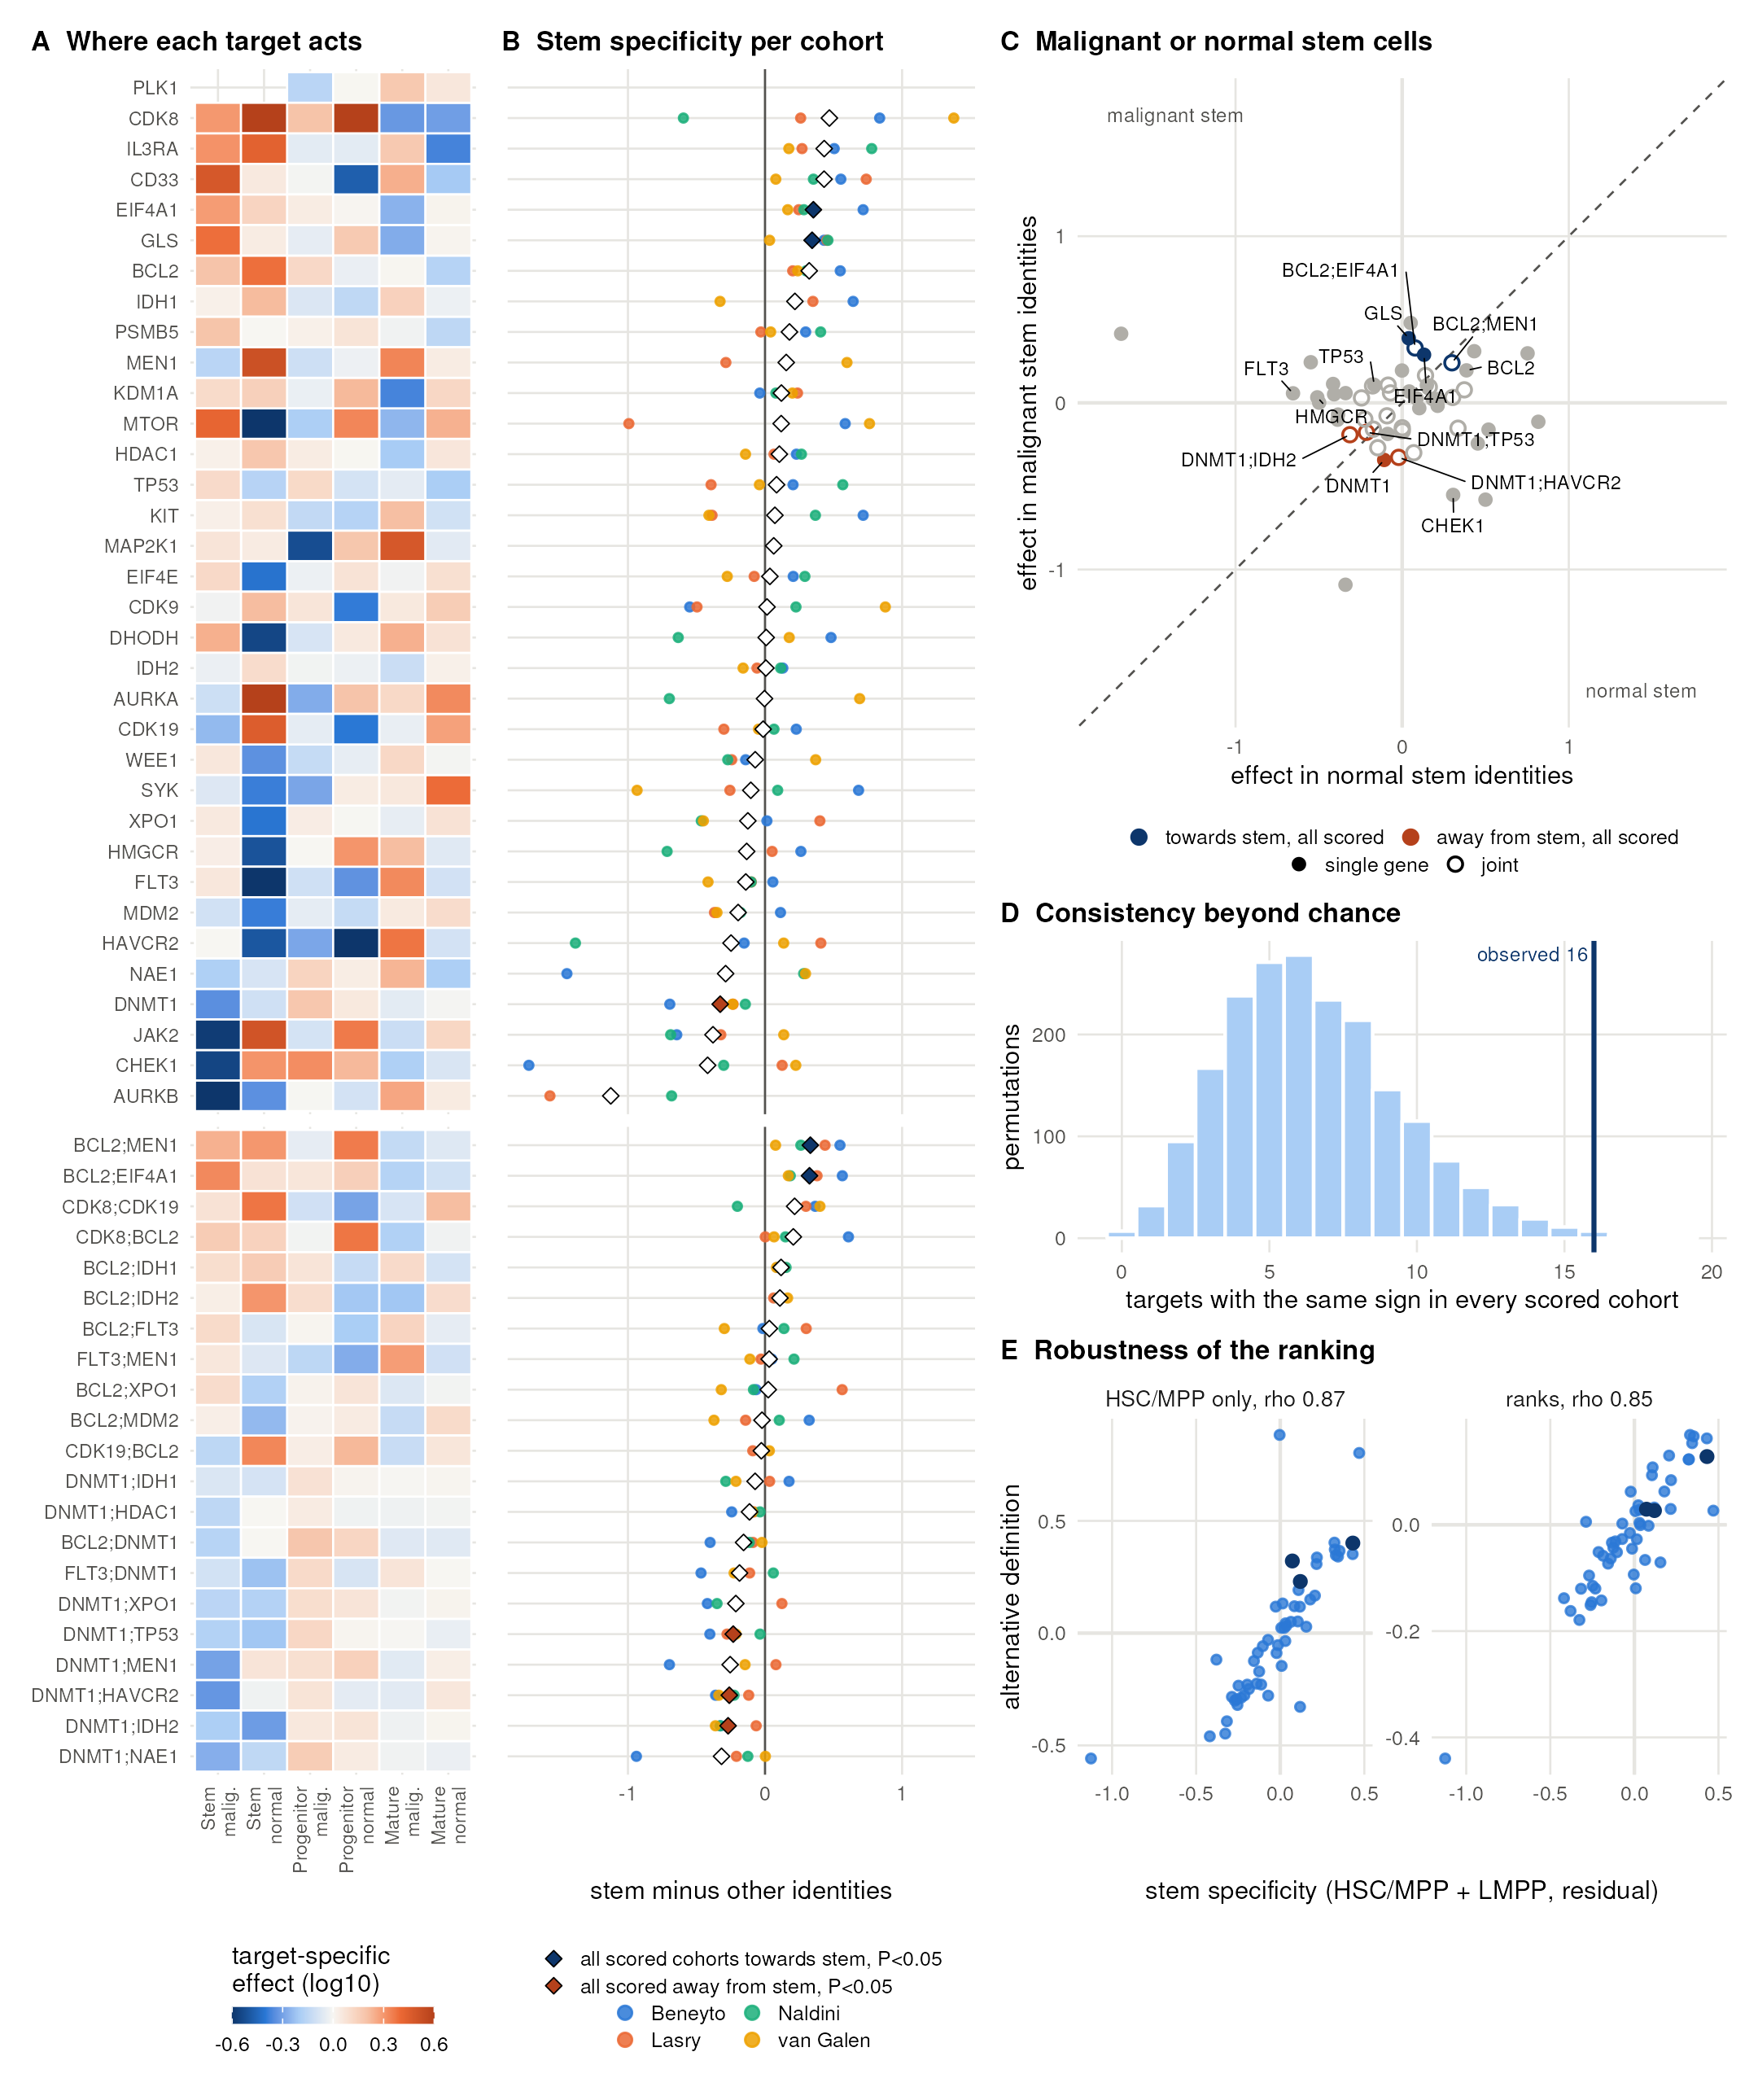 A Where each target acts
PLK1
CDK8
IL3RA
CD33
EIF4A1
GLS
BCL2
IDH1
PSMB5
MEN1
KDM1A
MTOR
HDAC1
TP53
KIT
MAP2K1
EIF4E
CDK9
DHODH
IDH2
AURKA
CDK19
WEE1
SYK
XPO1
HMGCR
FLT3
MDM2
HAVCR2
NAE1
DNMT1
JAK2
CHEK1
AURKB
BCL2;MEN1
BCL2;EIF4A1
CDK8;CDK19
CDK8;BCL2
BCL2;IDH1
BCL2;IDH2
BCL2;FLT3
FLT3;MEN1
BCL2;XPO1
BCL2;MDM2
CDK19;BCL2
DNMT1;IDH1
DNMT1;HDAC1
BCL2;DNMT1
FLT3;DNMT1
DNMT1;XPO1
DNMT1;TP53
DNMT1;MEN1
DNMT1;HAVCR2
DNMT1;IDH2
DNMT1;NAE1
Stem
malig.
Stem
normal
Progenitor
malig.
Progenitor
normal
Mature
malig.
Mature
normal
target-specific
effect (log10)
-0.6 -0.3 0.0 0.3 0.6
B Stem specificity per cohort
-1 0 1
stem minus other identities
all scored cohorts towards stem, P<0.05
all scored away from stem, P<0.05
Beneyto Naldini
Lasry van Galen
C Malignant or normal stem cells
malignant stem
effect in malignant stem identities
1
0
-1
BCL2;EIF4A1
GLS
BCL2;MEN1
TP53
FLT3
BCL2
EIF4A1
HMGCR
DNMT1;TP53
DNMT1;IDH2
DNMT1
DNMT1;HAVCR2
CHEK1
normal stem
-1 0 1
effect in normal stem identities
towards stem, all scored away from stem, all scored
single gene joint
D Consistency beyond chance
observed 16
permutations
200
100
0
0 5 10 15 20
targets with the same sign in every scored cohort
E Robustness of the ranking
HSC/MPP only, rho 0.87
ranks, rho 0.85
alternative definition
0.5
0.0
-0.5
-1.0 -0.5 0.0 0.5
0.0
-0.2
-0.4
-1.0 -0.5 0.0 0.5
stem specificity (HSC/MPP + LMPP, residual)